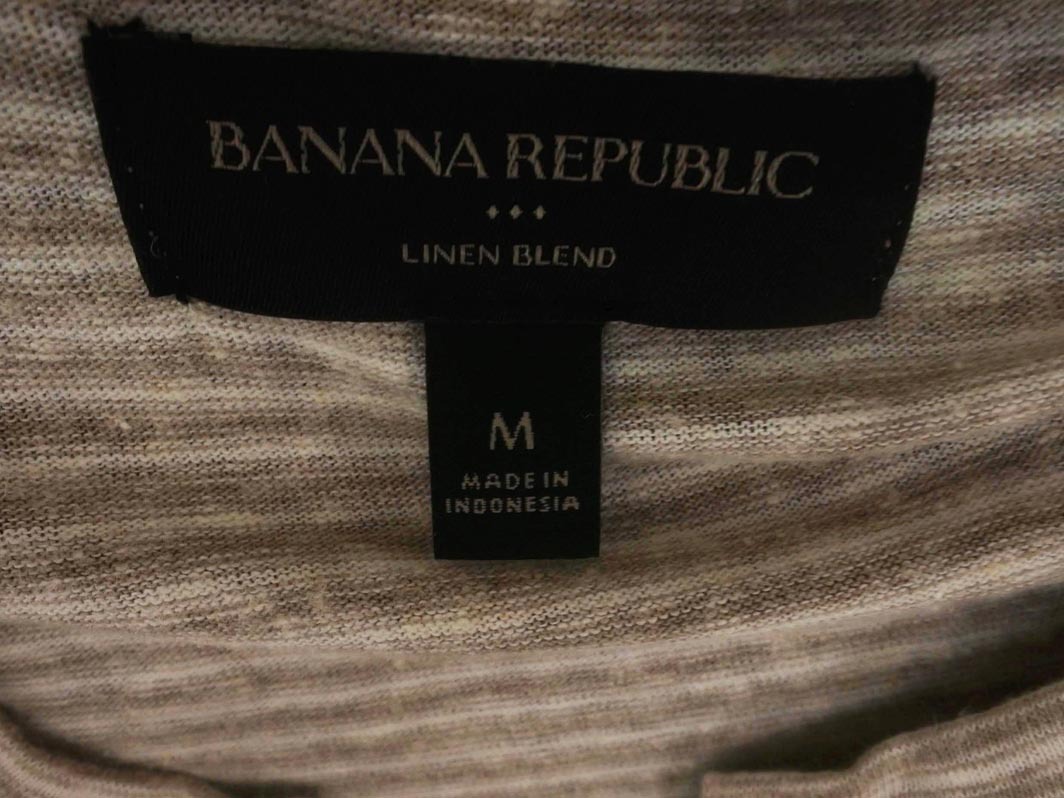 BANANA REPUBLIC
LINEN BLEND
M
MADE IN
INDONESIA